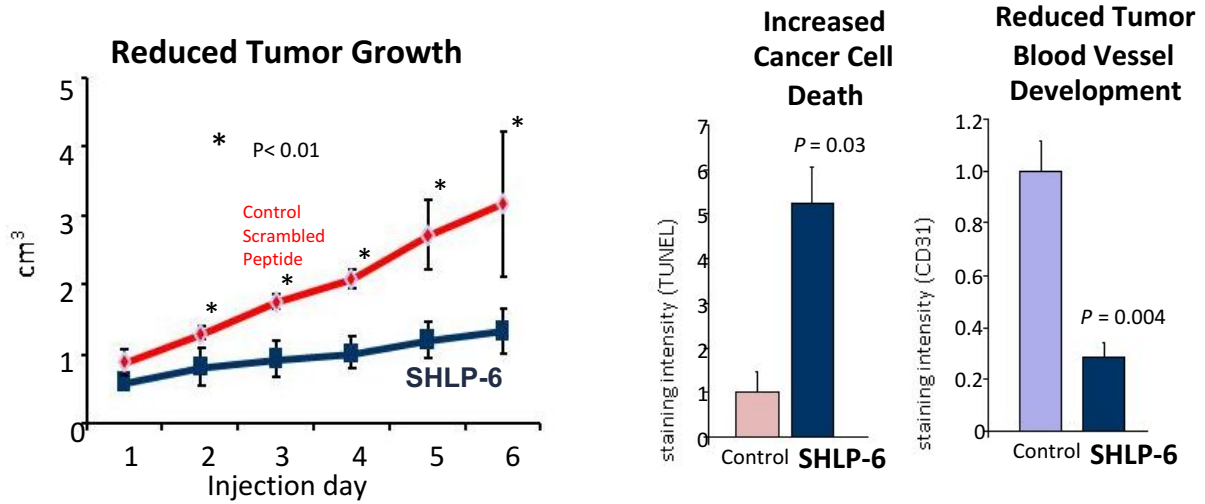 Reduced Tumor Growth
5
4
3
2
1
0
cm³
*
P< 0.01
Control
Scrambled
Peptide
*
*
*
*
*
SHLP-6
1 2 3 4 5 6
Injection day
Increased
Cancer Cell
Death
7
6
5
4
3
2
1
0
staining intensity (TUNEL)
P = 0.03
Control SHLP-6
Reduced Tumor
Blood Vessel
Development
1.2
1.0
0.8
0.6
0.4
0.2
0
staining intensity (CD31)
P = 0.004
Control SHLP-6